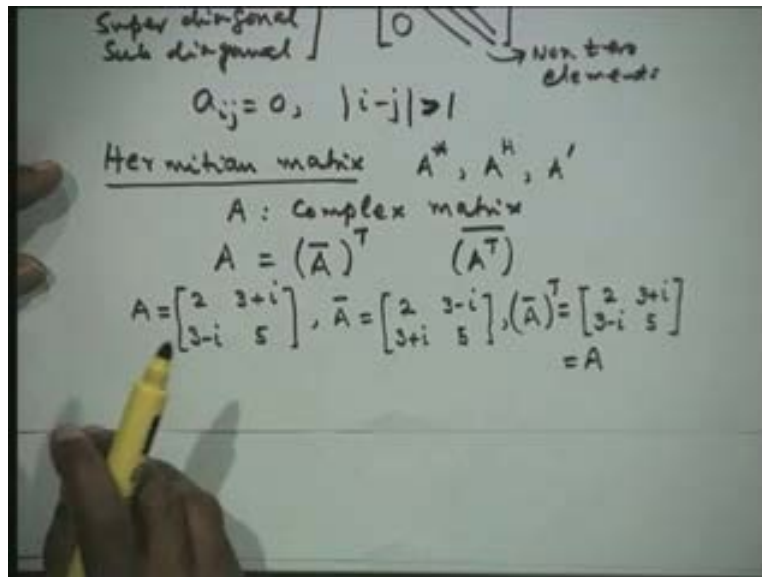 Super diagonal
Sub diagonal ] [0 ]
→ Non zero
elements
aij = 0, |i-j|>1
Hermitian matrix A*, A^H, A'
A : Complex matrix
A = (Ā)^T \overline{(A^T)}
A = [2 3+i; 3-i 5], Ā = [2 3-i; 3+i 5], (Ā)^T = [2 3+i; 3-i 5]
= A